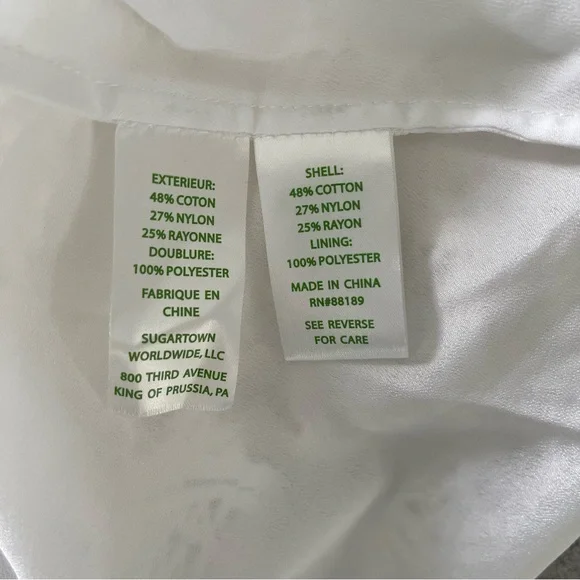 EXTERIEUR:
48% COTON
27% NYLON
25% RAYONNE
DOUBLURE:
100% POLYESTER
FABRIQUE EN
CHINE
SUGARTOWN
WORLDWIDE, LLC
800 THIRD AVENUE
KING OF PRUSSIA, PA
SHELL:
48% COTTON
27% NYLON
25% RAYON
LINING:
100% POLYESTER
MADE IN CHINA
RN#88189
SEE REVERSE
FOR CARE